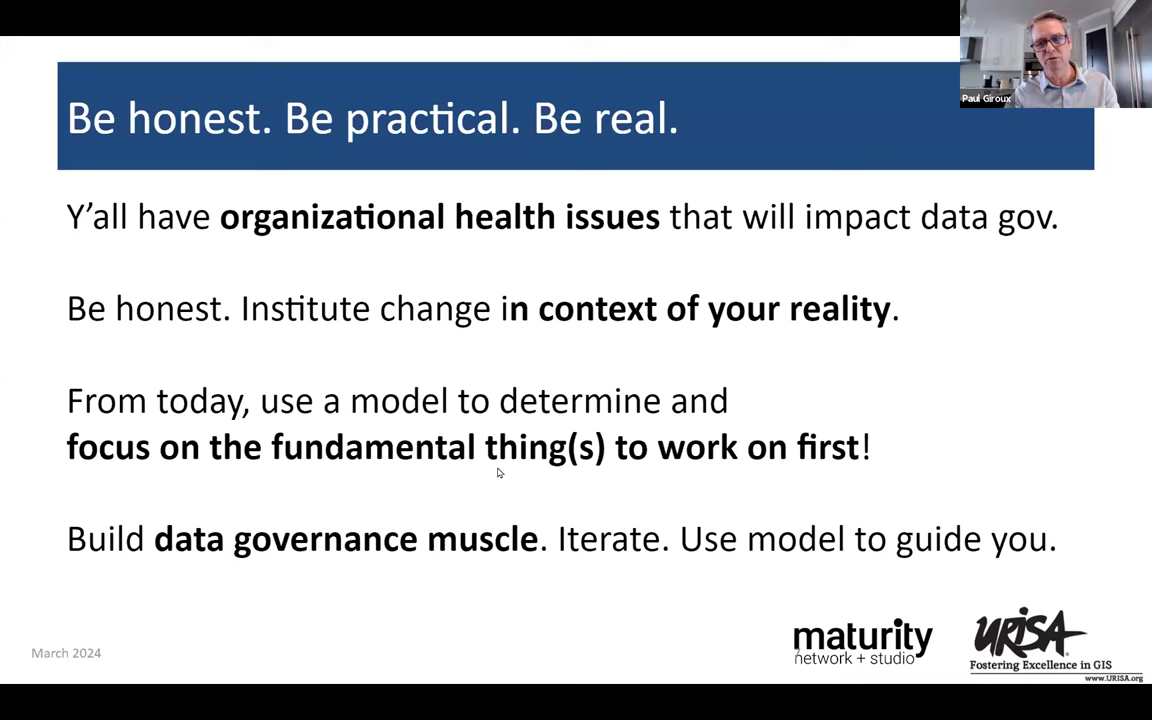 Paul Giroux
Be honest. Be practical. Be real.
Y’all have organizational health issues that will impact data gov.
Be honest. Institute change in context of your reality.
From today, use a model to determine and
focus on the fundamental thing(s) to work on first!
Build data governance muscle. Iterate. Use model to guide you.
March 2024
maturity
network + studio
URISA
Fostering Excellence in GIS
www.URISA.org